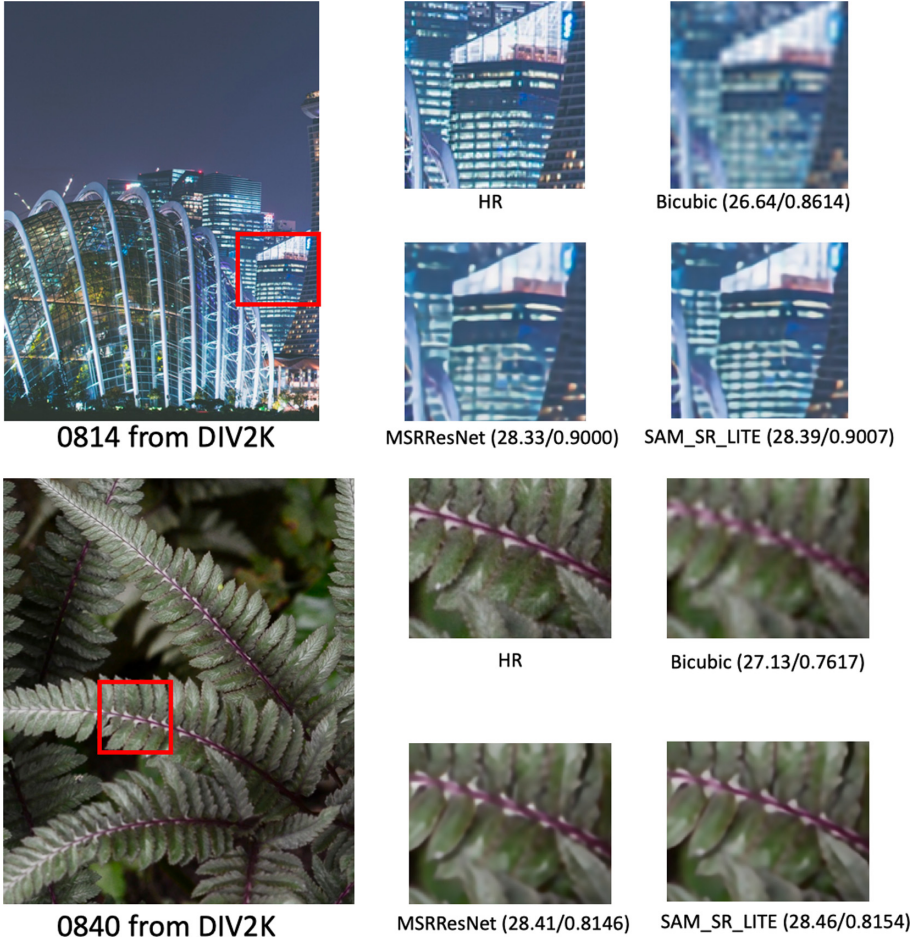 HR
Bicubic (26.64/0.8614)
MSRResNet (28.33/0.9000)
SAM_SR_LITE (28.39/0.9007)
0814 from DIV2K
HR
Bicubic (27.13/0.7617)
MSRResNet (28.41/0.8146)
SAM_SR_LITE (28.46/0.8154)
0840 from DIV2K